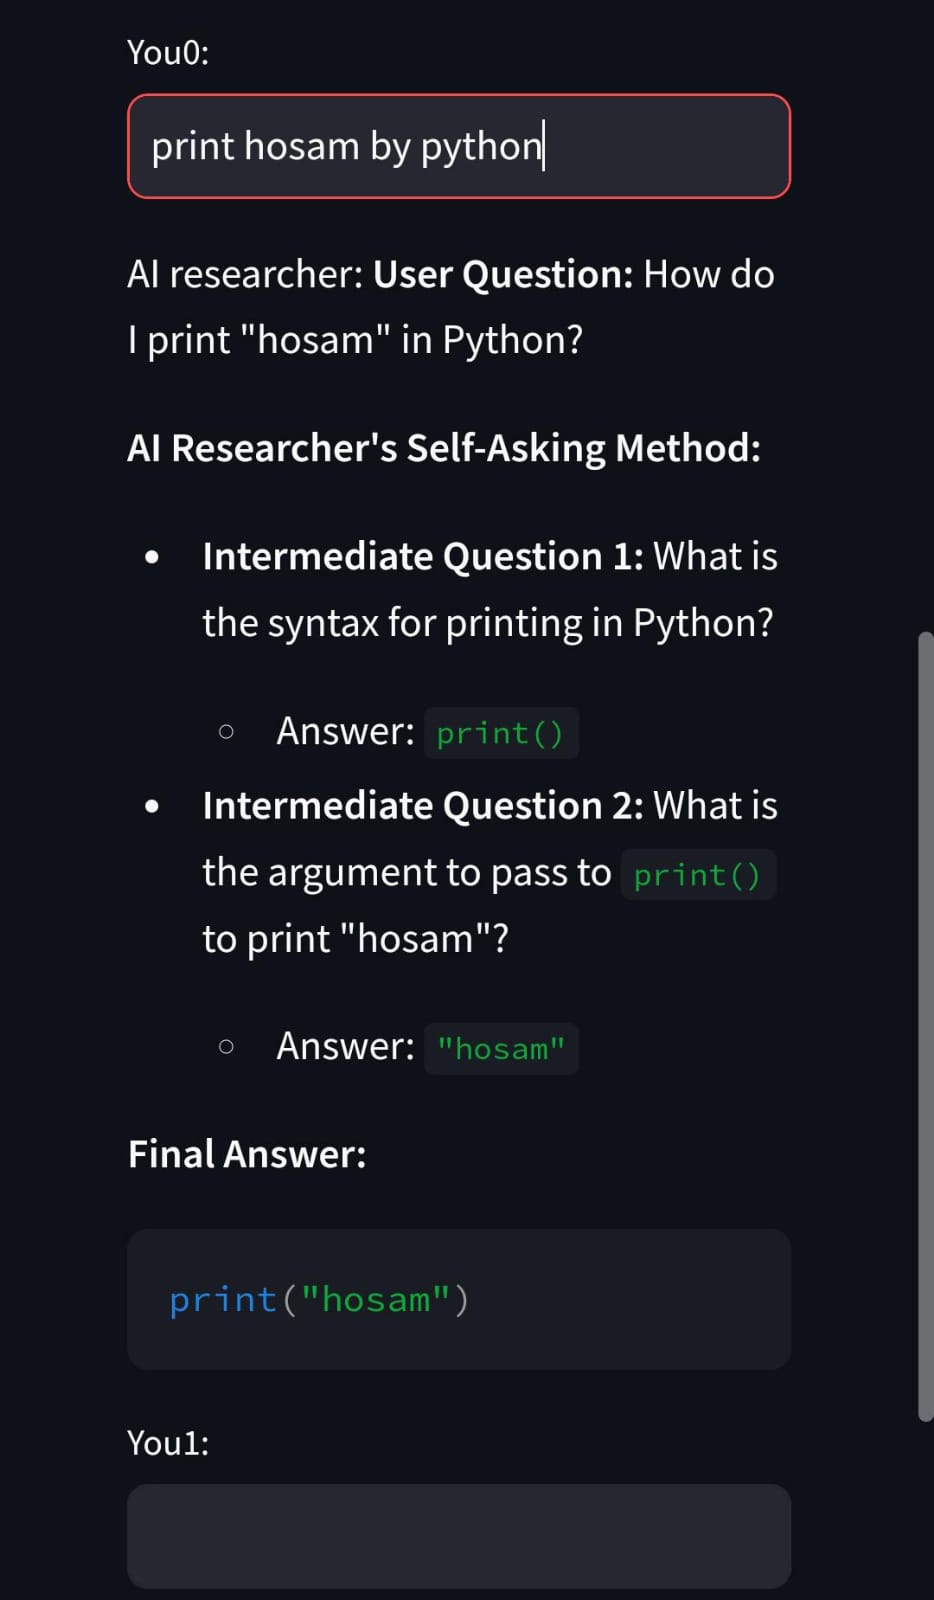 You0:
print hosam by python
AI researcher: User Question: How do
I print "hosam" in Python?
AI Researcher's Self-Asking Method:
• Intermediate Question 1: What is
the syntax for printing in Python?
○ Answer: print()
• Intermediate Question 2: What is
the argument to pass to print()
to print "hosam"?
○ Answer: "hosam"
Final Answer:
print("hosam")
You1: